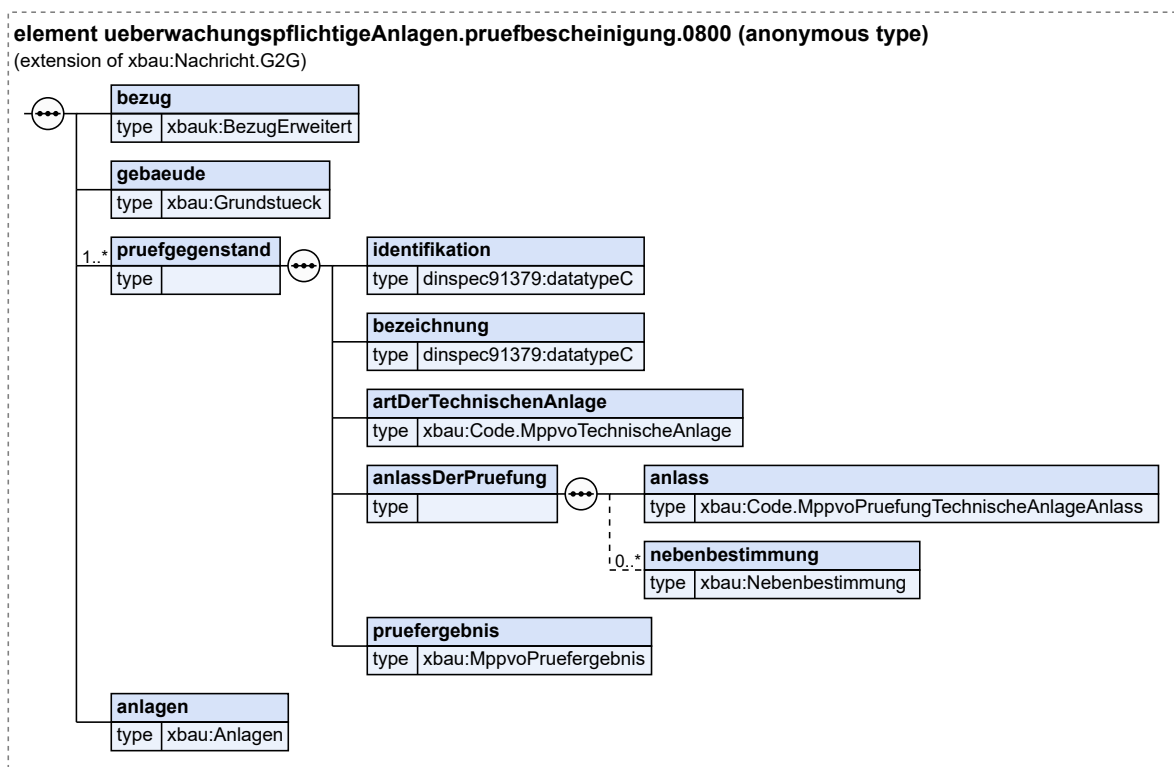 element ueberwachungspflichtigeAnlagen.pruefbescheinigung.0800 (anonymous type)
(extension of xbau:Nachricht.G2G)
bezug
type xbauk:BezugErweitert
gebaeude
type xbau:Grundstueck
1..* pruefgegenstand
type
identifikation
type dinspec91379:datatypeC
bezeichnung
type dinspec91379:datatypeC
artDerTechnischenAnlage
type xbau:Code.MppvoTechnischeAnlage
anlassDerPruefung
type
anlass
type xbau:Code.MppvoPruefungTechnischeAnlageAnlass
0..* nebenbestimmung
type xbau:Nebenbestimmung
pruefergebnis
type xbau:MppvoPruefergebnis
anlagen
type xbau:Anlagen